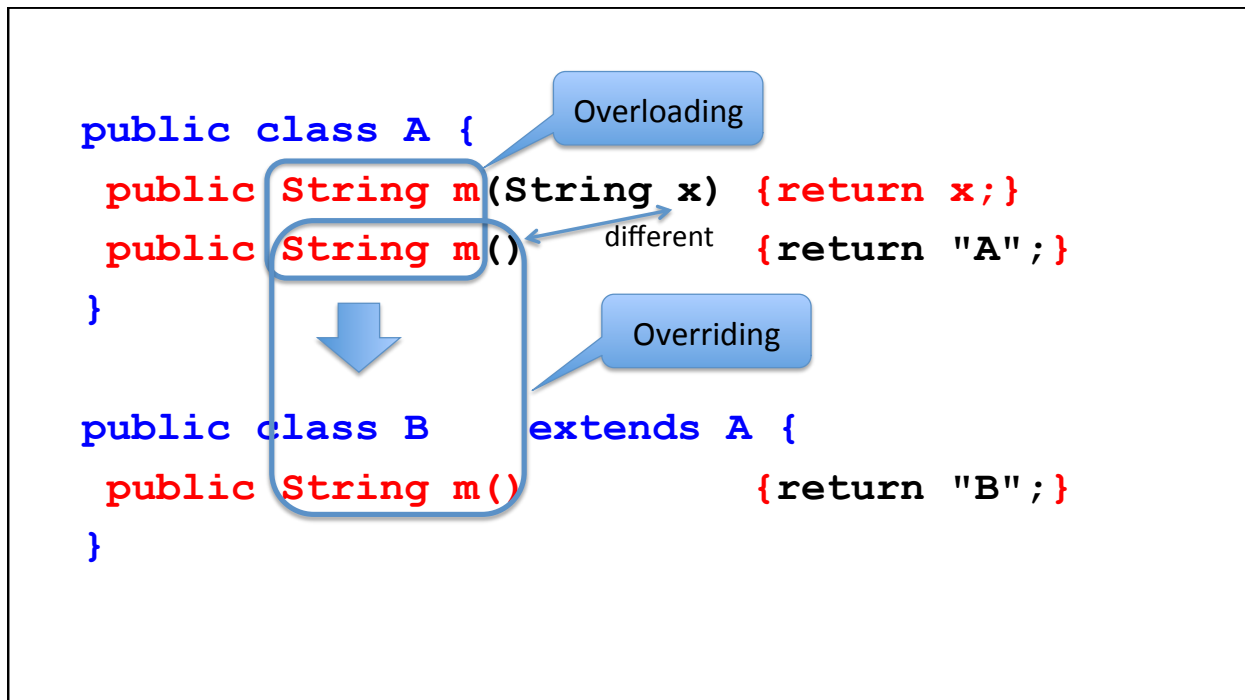 Overloading
public class A {
public String m(String x) {return x;}
different
public String m() {return "A";}
}
Overriding
public class B extends A {
public String m() {return "B";}
}